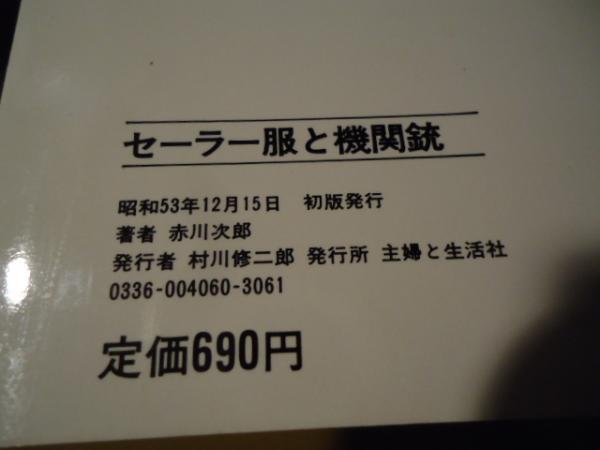 セーラー服と機関銃
昭和53年12月15日 初版発行
著者 赤川次郎
発行者 村川修二郎 発行所 主婦と生活社
0336-004060-3061
定価690円